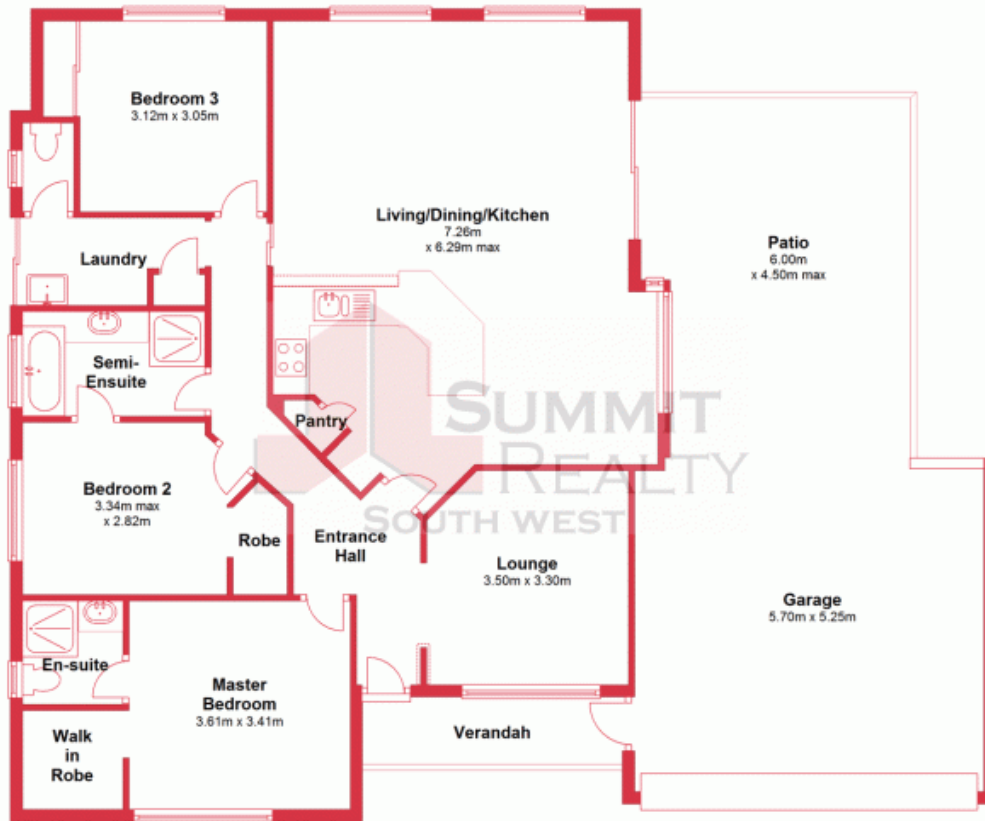 Bedroom 3
3.12m x 3.05m
Living/Dining/Kitchen
7.26m
x 6.29m max
Patio
6.00m
x 4.50m max
Laundry
Semi-
Ensuite
Pantry
SUMMIT
REALTY
SOUTH WEST
Bedroom 2
3.34m max
x 2.82m
Robe
Entrance
Hall
Lounge
3.50m x 3.30m
Garage
5.70m x 5.25m
En-suite
Master
Bedroom
3.61m x 3.41m
Walk
in
Robe
Verandah